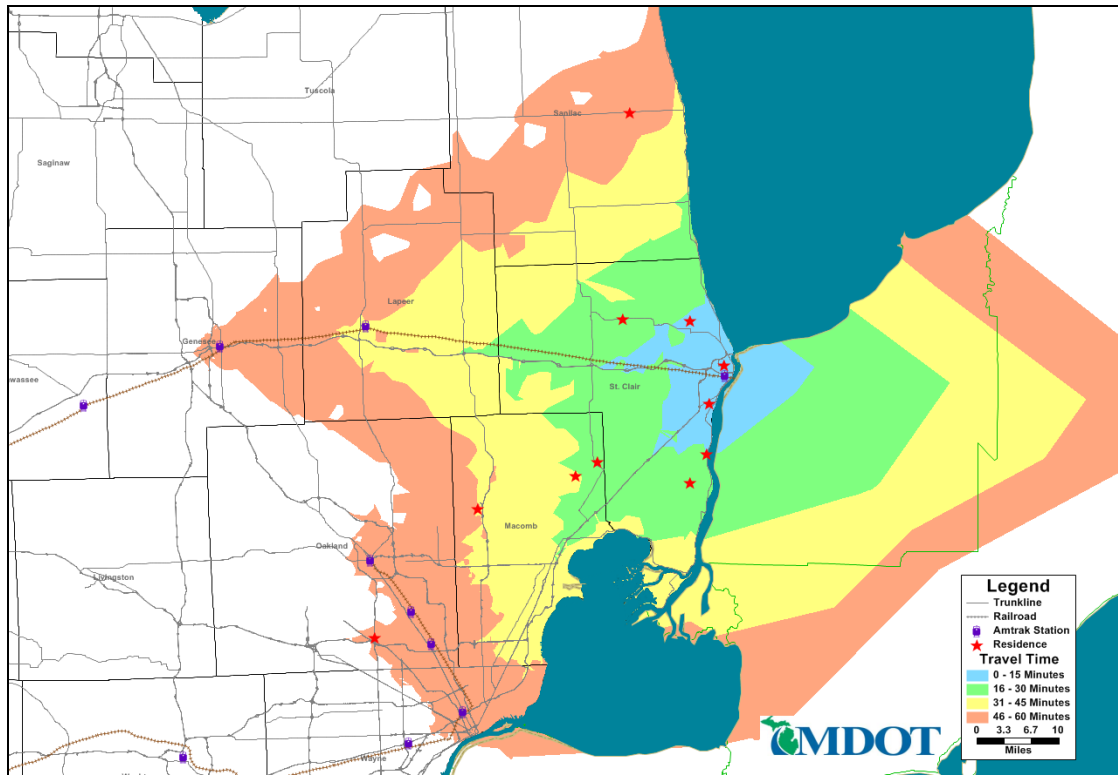 Tuscola
Sanilac
Saginaw
Lapeer
Genesee
wassee
St. Clair
Macomb
Oakland
Livingston
Wayne
Legend
Trunkline
Railroad
Amtrak Station
Residence
Travel Time
0 - 15 Minutes
16 - 30 Minutes
31 - 45 Minutes
46 - 60 Minutes
0 3.3 6.7 10
Miles
MDOT